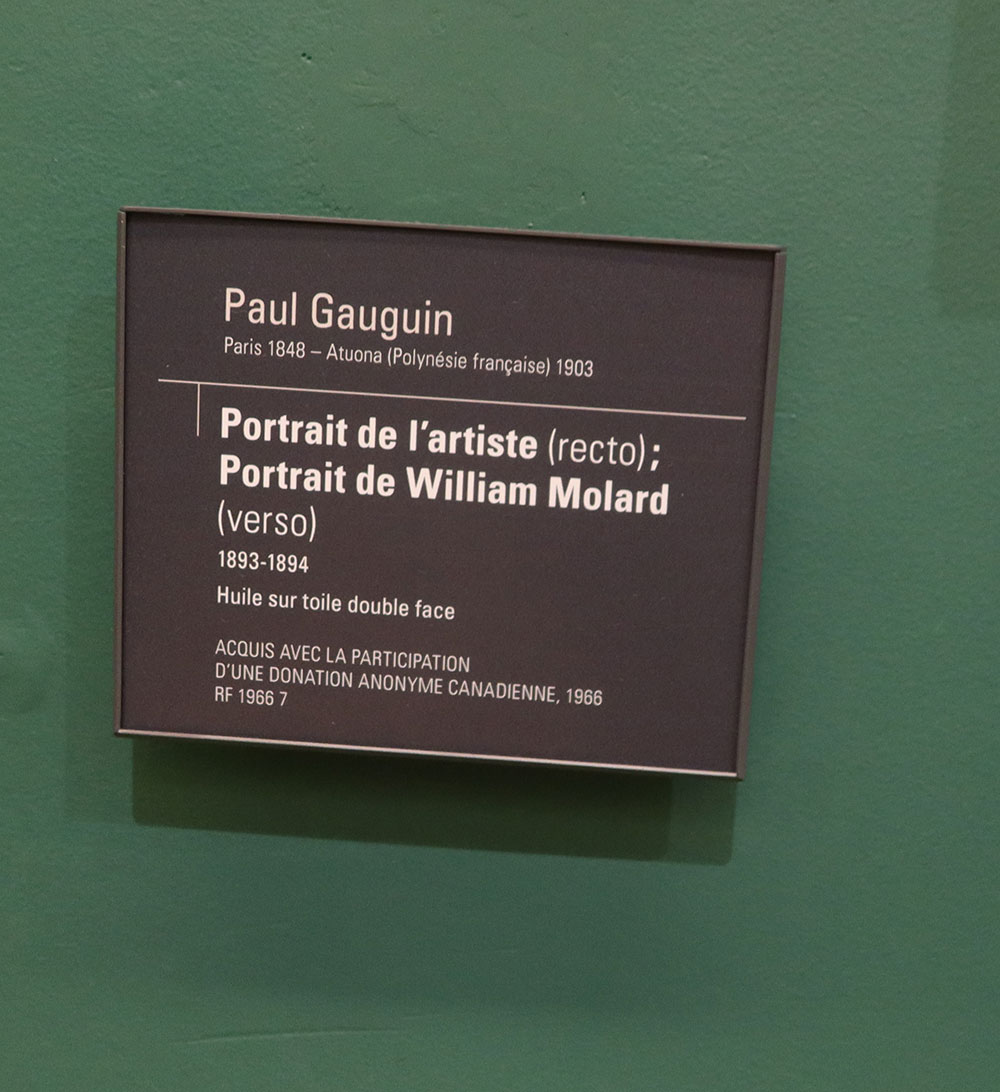 Paul Gauguin
Paris 1848 – Atuona (Polynésie française) 1903
Portrait de l'artiste (recto) ;
Portrait de William Molard
(verso)
1893-1894
Huile sur toile double face
ACQUIS AVEC LA PARTICIPATION
D'UNE DONATION ANONYME CANADIENNE, 1966
RF 1966 7